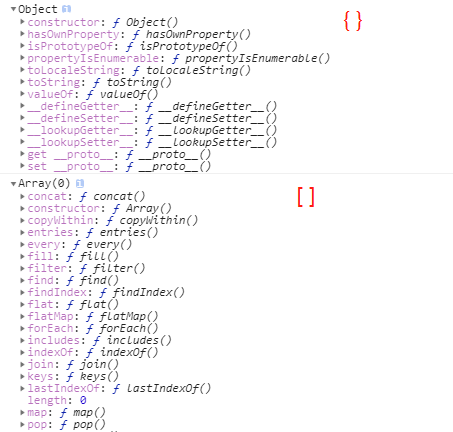 ▼Object i
▶constructor: ƒ Object()
{}
▶hasOwnProperty: ƒ hasOwnProperty()
▶isPrototypeOf: ƒ isPrototypeOf()
▶propertyIsEnumerable: ƒ propertyIsEnumerable()
▶toLocaleString: ƒ toLocaleString()
▶toString: ƒ toString()
▶valueOf: ƒ valueOf()
▶__defineGetter__: ƒ __defineGetter__()
▶__defineSetter__: ƒ __defineSetter__()
▶__lookupGetter__: ƒ __lookupGetter__()
▶__lookupSetter__: ƒ __lookupSetter__()
▶get __proto__: ƒ __proto__()
▶set __proto__: ƒ __proto__()
▼Array(0) i
▶concat: ƒ concat()
[]
▶constructor: ƒ Array()
▶copyWithin: ƒ copyWithin()
▶entries: ƒ entries()
▶every: ƒ every()
▶fill: ƒ fill()
▶filter: ƒ filter()
▶find: ƒ find()
▶findIndex: ƒ findIndex()
▶flat: ƒ flat()
▶flatMap: ƒ flatMap()
▶forEach: ƒ forEach()
▶includes: ƒ includes()
▶indexOf: ƒ indexOf()
▶join: ƒ join()
▶keys: ƒ keys()
▶lastIndexOf: ƒ lastIndexOf()
length: 0
▶map: ƒ map()
▶pop: ƒ pop()